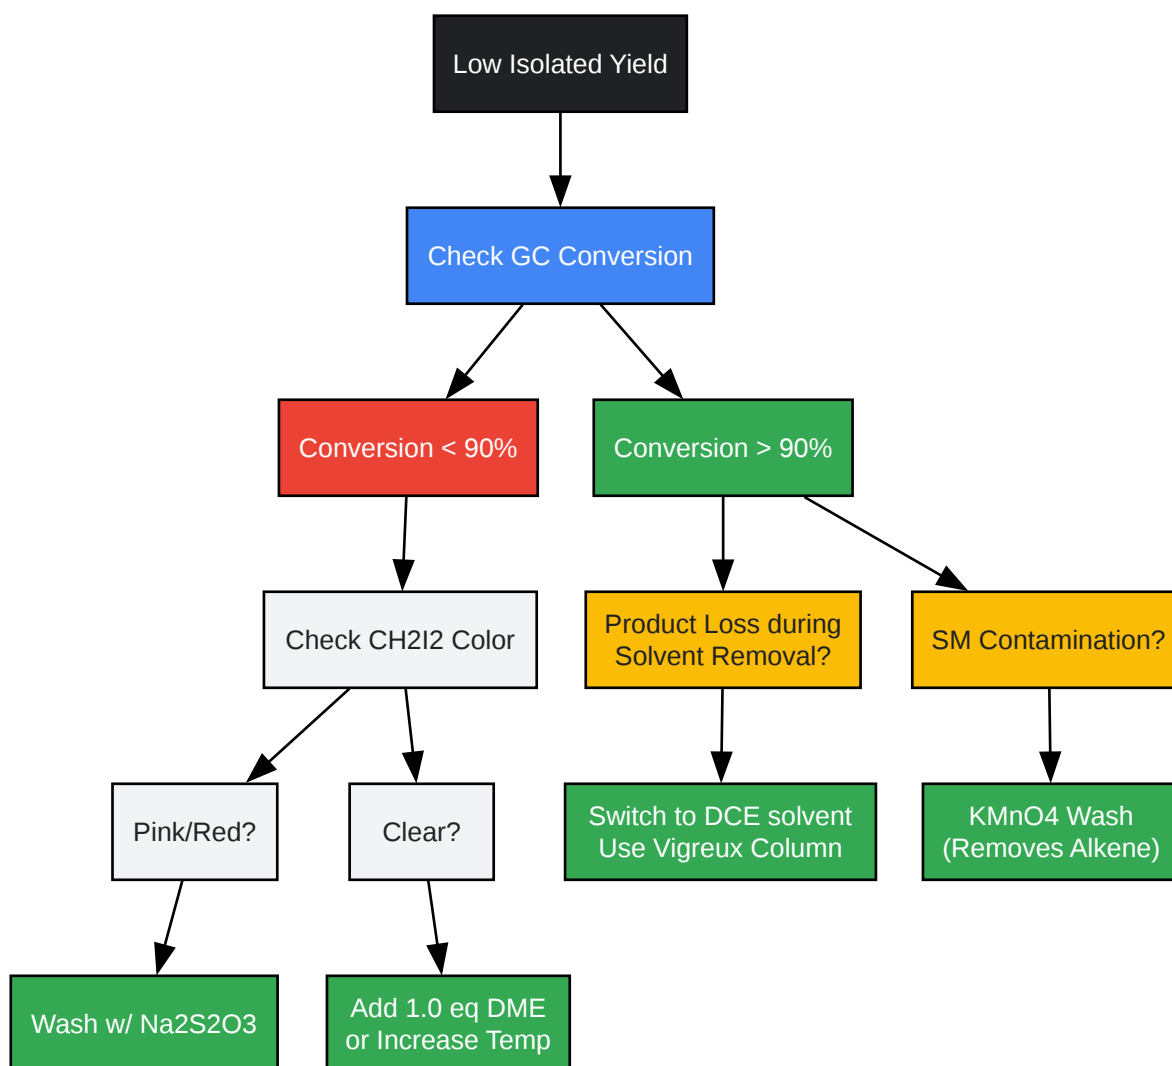 Low Isolated Yield
Check GC Conversion
Conversion < 90%
Conversion > 90%
Check CH2I2 Color
Product Loss during
Solvent Removal?
SM Contamination?
Pink/Red?
Clear?
Switch to DCE solvent
Use Vigreux Column
KMnO4 Wash
(Removes Alkene)
Wash w/ Na2S2O3
Add 1.0 eq DME
or Increase Temp